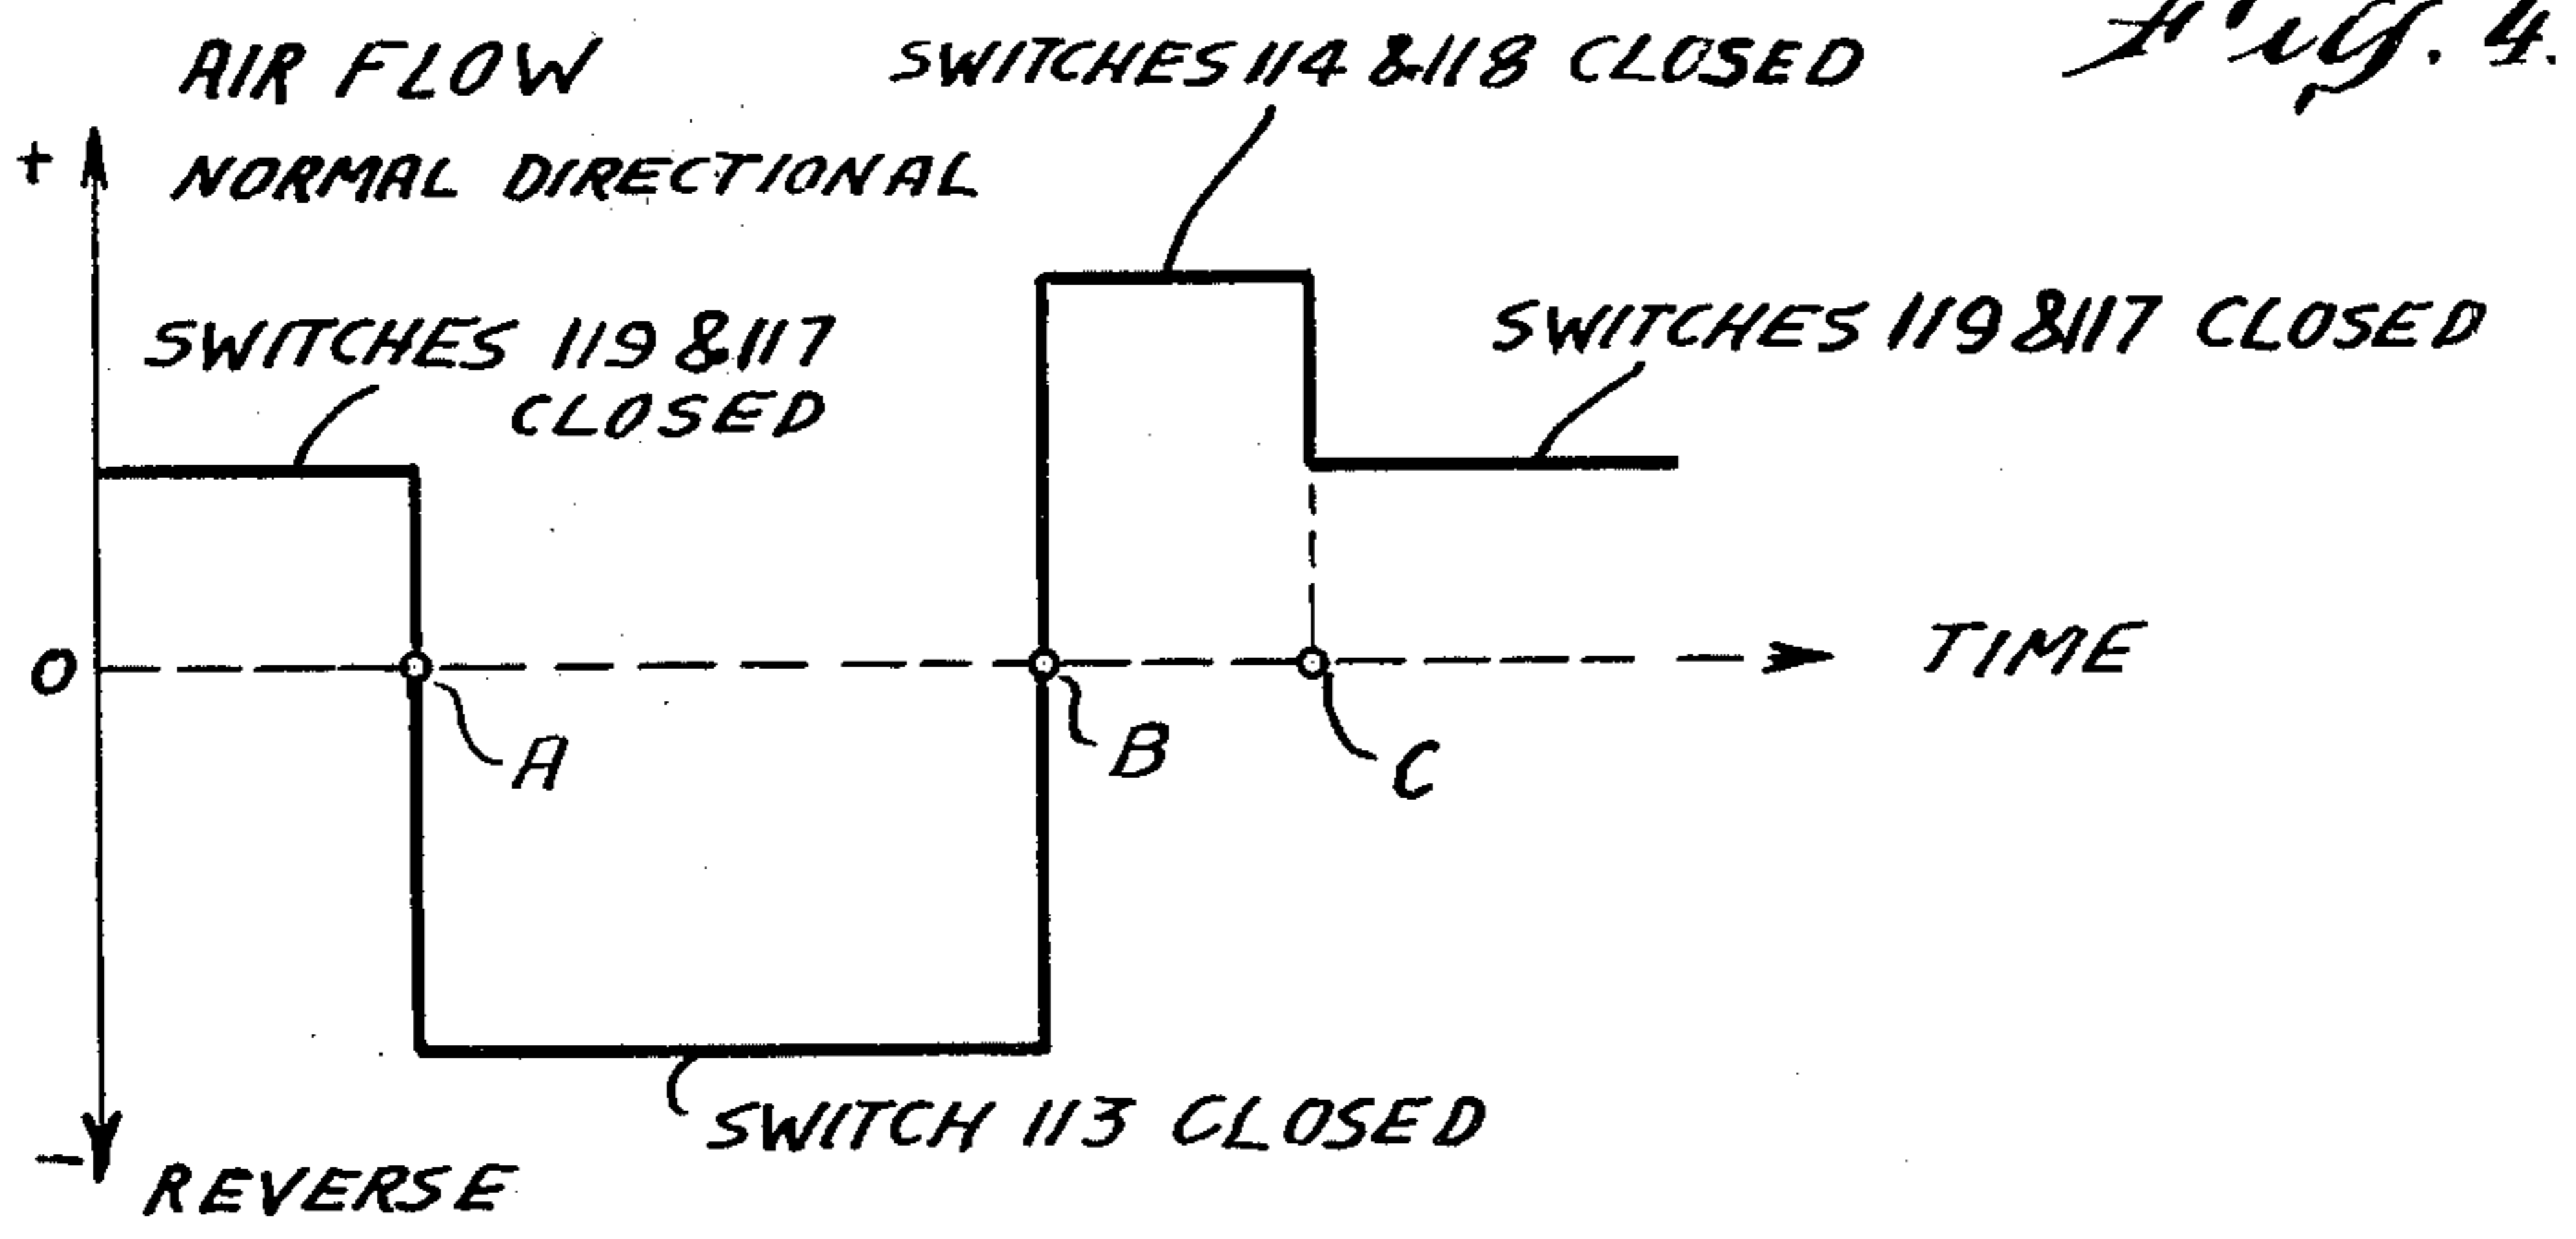 Fig. 4.
AIR FLOW
SWITCHES 114 & 118 CLOSED
+
NORMAL DIRECTIONAL
SWITCHES 119 & 117
CLOSED
SWITCHES 119 & 117 CLOSED
O
TIME
A
B
C
SWITCH 113 CLOSED
-
REVERSE